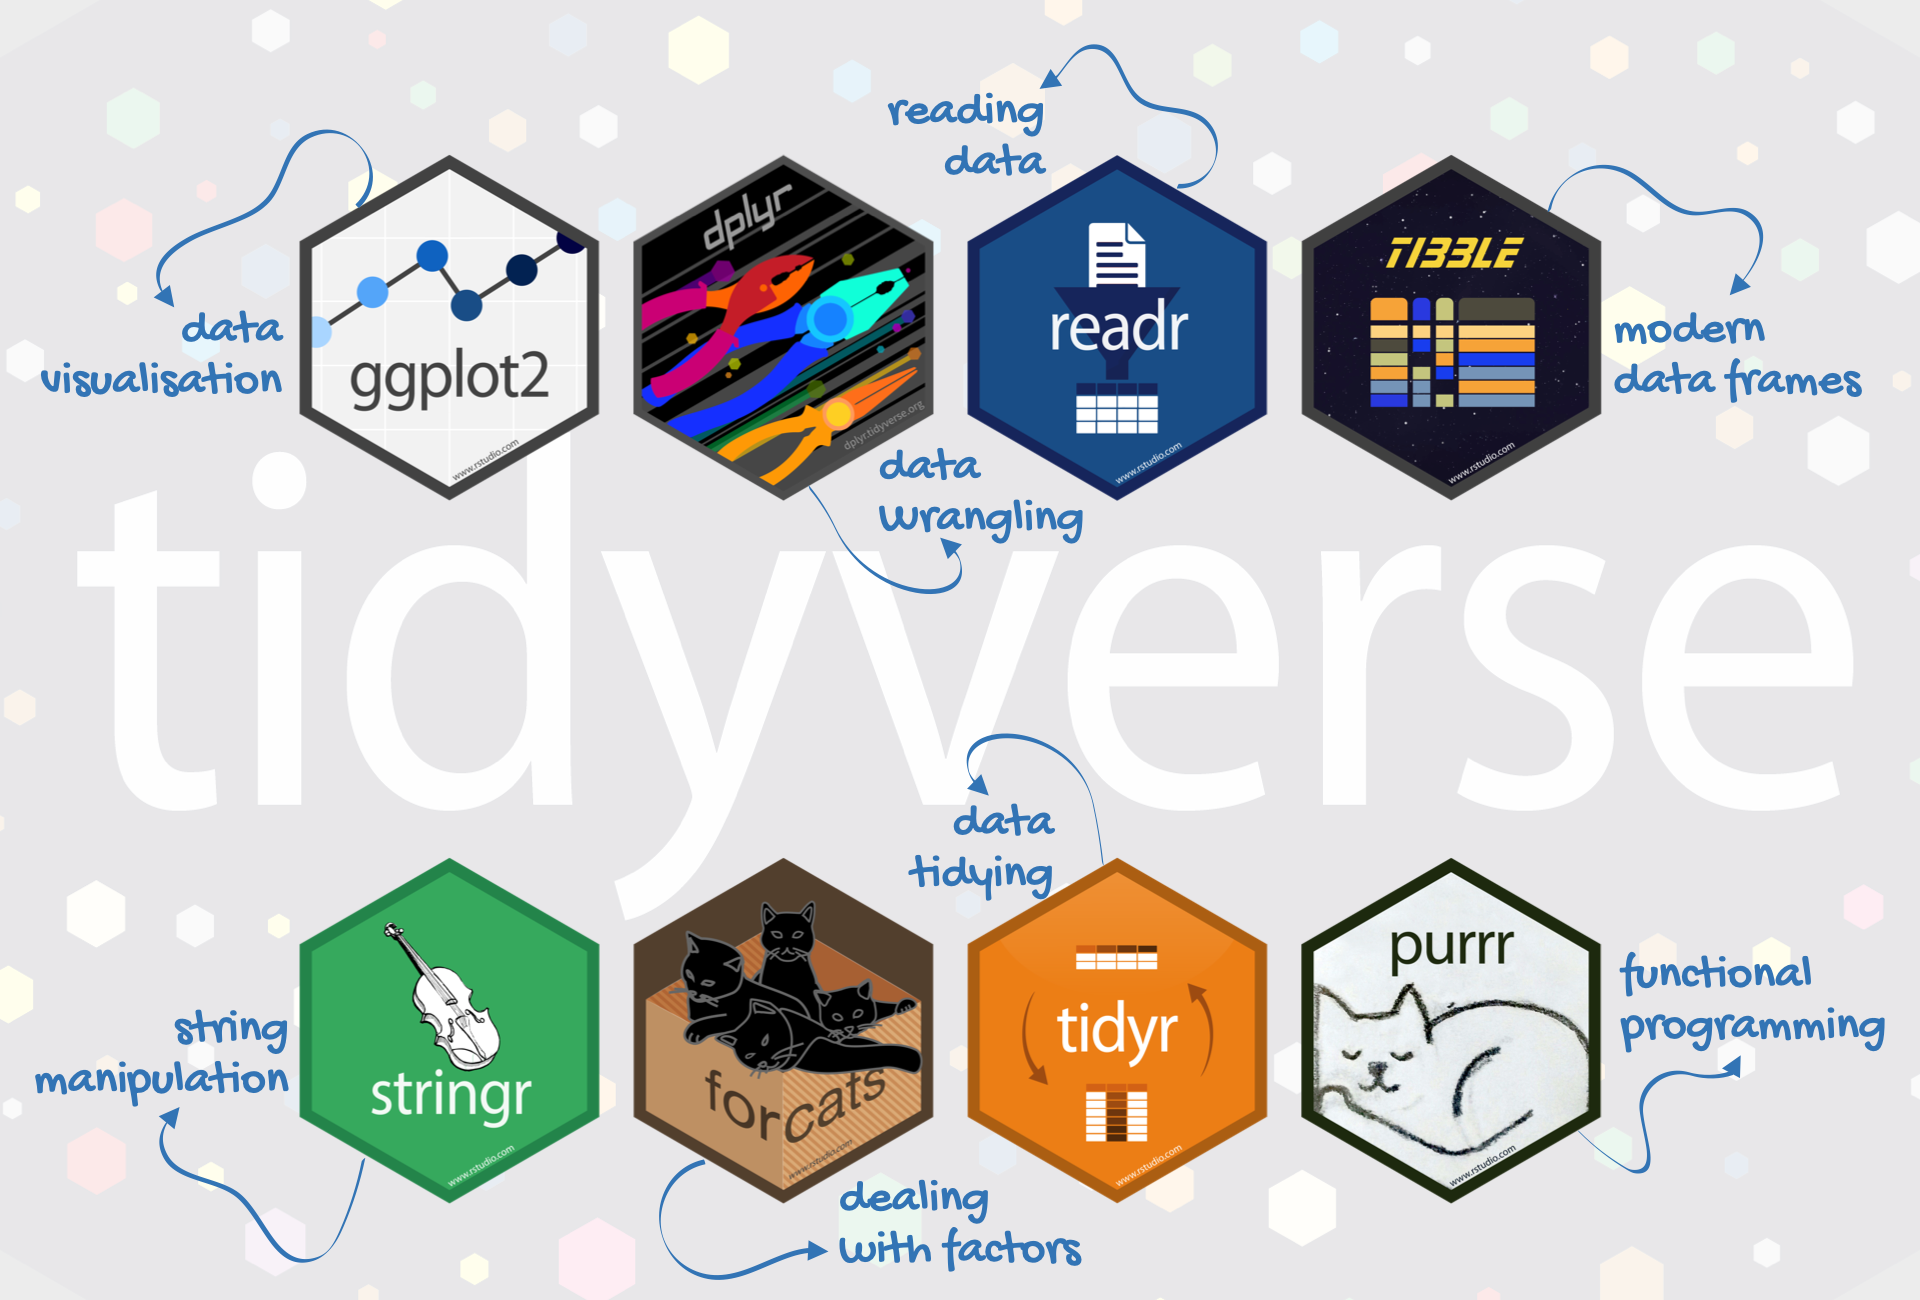 reading
data
data
visualisation
ggplot2
www.rstudio.com
dplyr
dplyr.tidyverse.org
data
wrangling
readr
www.rstudio.com
TIBBLE
www.rstudio.com
modern
data frames
tidyverse
string
manipulation
stringr
www.rstudio.com
forcats
www.rstudio.com
dealing
with factors
data
tidying
tidyr
www.rstudio.com
purrr
www.rstudio.com
functional
programming